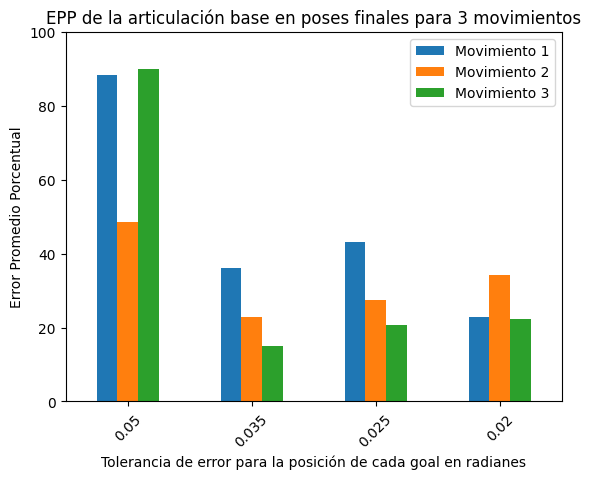 EPP de la articulación base en poses finales para 3 movimientos
Movimiento 1
Movimiento 2
Movimiento 3
Error Promedio Porcentual
100
80
60
40
20
0
0.05
0.035
0.025
0.02
Tolerancia de error para la posición de cada goal en radianes